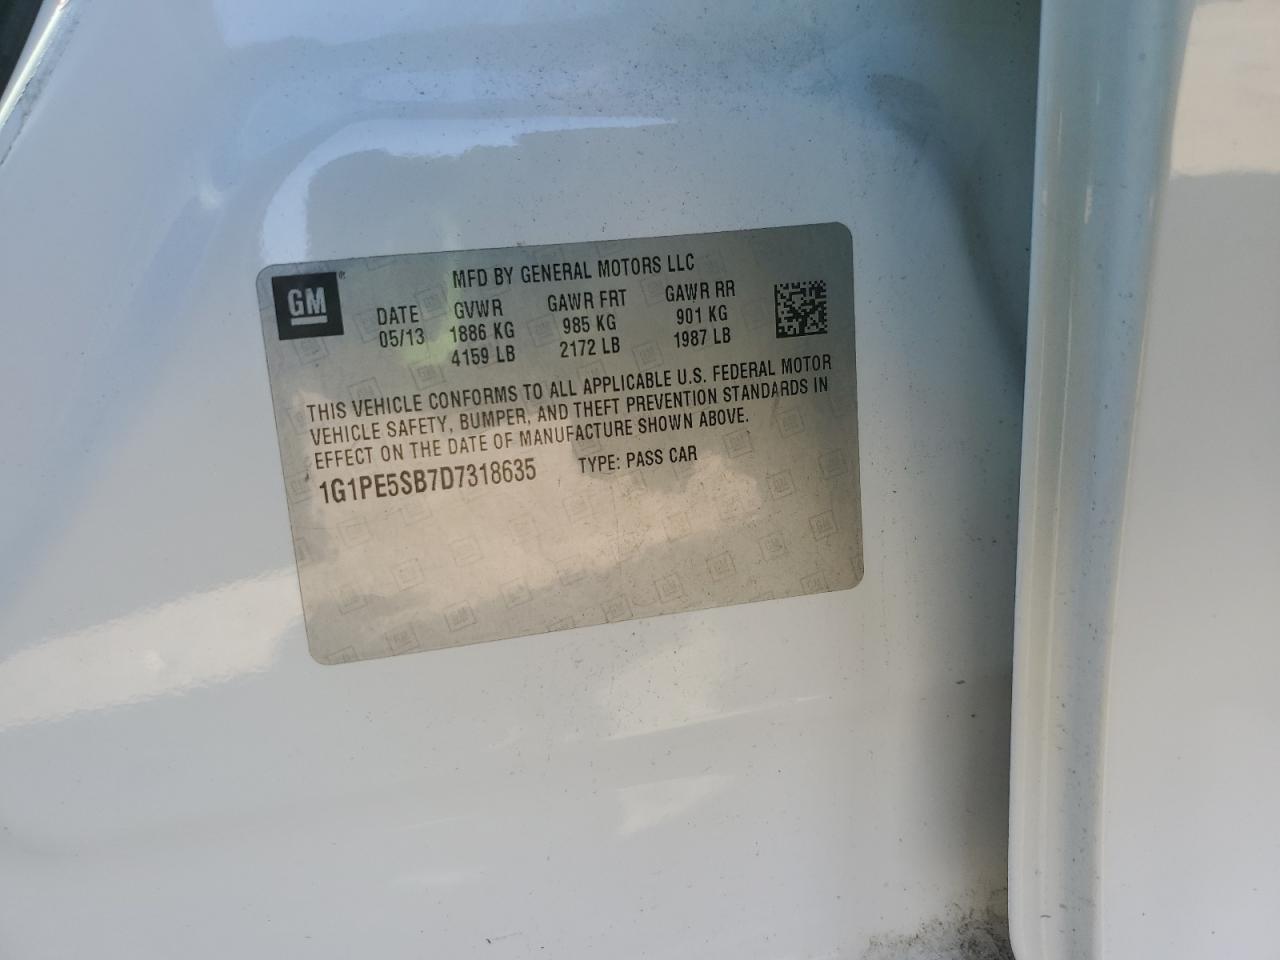 GM®
MFD BY GENERAL MOTORS LLC
DATE GVWR GAWR FRT GAWR RR
05/13 1886 KG 985 KG 901 KG
4159 LB 2172 LB 1987 LB
THIS VEHICLE CONFORMS TO ALL APPLICABLE U.S. FEDERAL MOTOR
VEHICLE SAFETY, BUMPER, AND THEFT PREVENTION STANDARDS IN
EFFECT ON THE DATE OF MANUFACTURE SHOWN ABOVE.
1G1PE5SB7D7318635 TYPE: PASS CAR